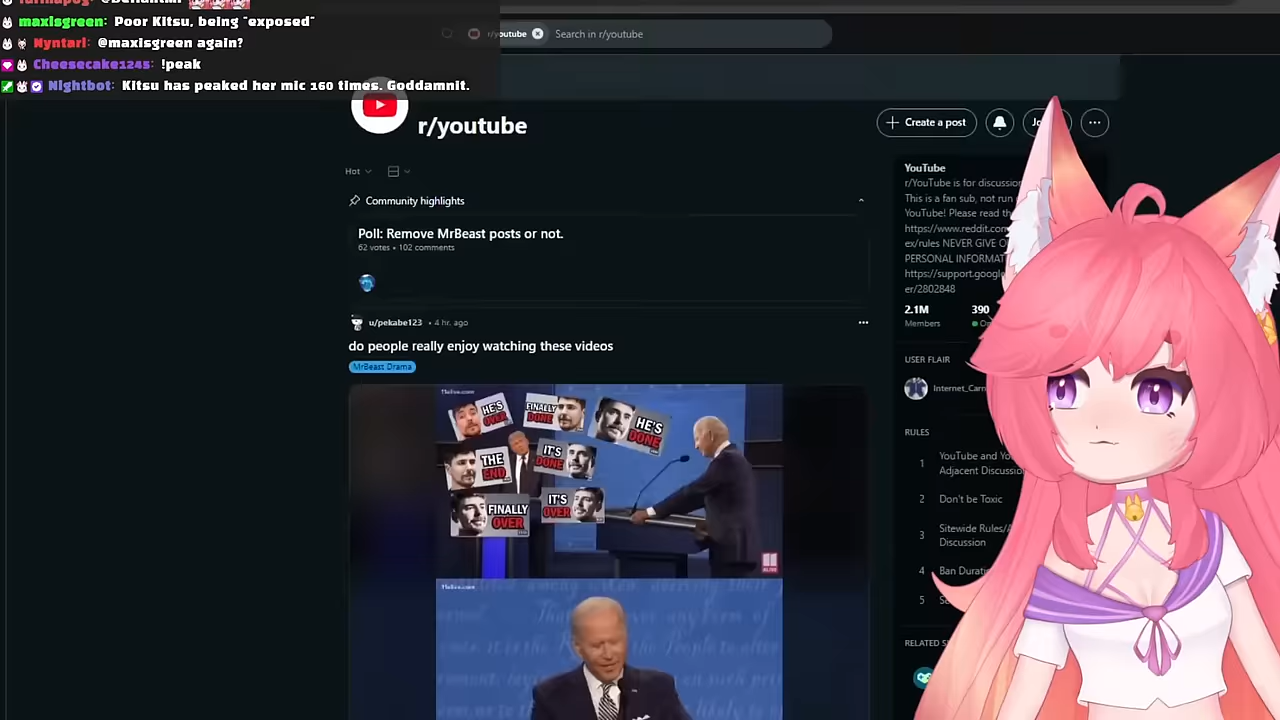 maxisgreen: Poor Kitsu, being "exposed"
Nyntari: @maxisgreen again?
Cheesecake1245: !peak
Nightbot: Kitsu has peaked her mic 160 times. Goddamnit.
r/youtube
Search in r/youtube
r/youtube
Create a post
Hot
Community highlights
Poll: Remove MrBeast posts or not.
62 votes • 102 comments
u/pekabe123 • 4 hr. ago
do people really enjoy watching these videos
MrBeast Drama
HE'S OVER
FINALLY DONE
HE'S DONE
THE END
IT'S DONE
FINALLY OVER
IT'S OVER
YouTube
r/YouTube is for discussion
This is a fan sub, not run
YouTube! Please read the
https://www.reddit.com
ex/rules NEVER GIVE O
PERSONAL INFORMAT
https://support.google
er/2802848
2.1M
390
Members
USER FLAIR
RULES
1
YouTube and Yo
Adjacent Discussio
2
Don't be Toxic
3
Sitewide Rules/A
Discussion
4
Ban Duratio
5
RELATED S